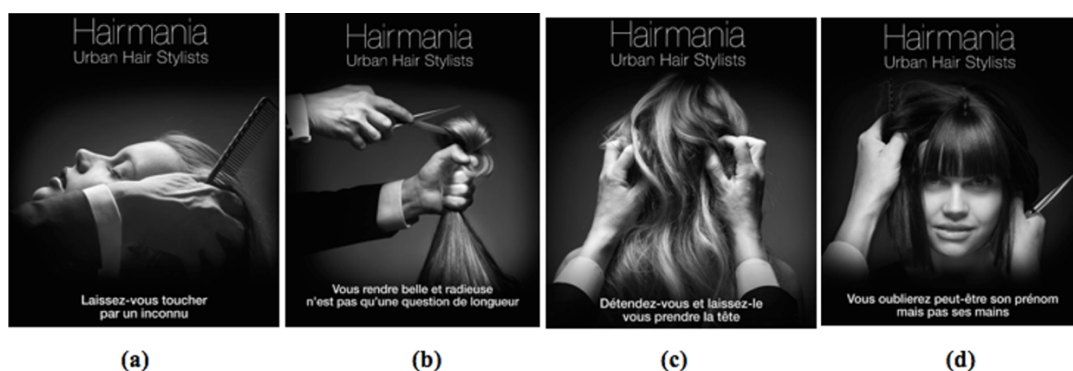 Hairmania
Urban Hair Stylists
Laissez-vous toucher
par un inconnu
(a)
Hairmania
Urban Hair Stylists
Vous rendre belle et radieuse
n'est pas qu'une question de longueur
(b)
Hairmania
Urban Hair Stylists
Détendez-vous et laissez-le
vous prendre la tête
(c)
Hairmania
Urban Hair Stylists
Vous oublierez peut-être son prénom
mais pas ses mains
(d)